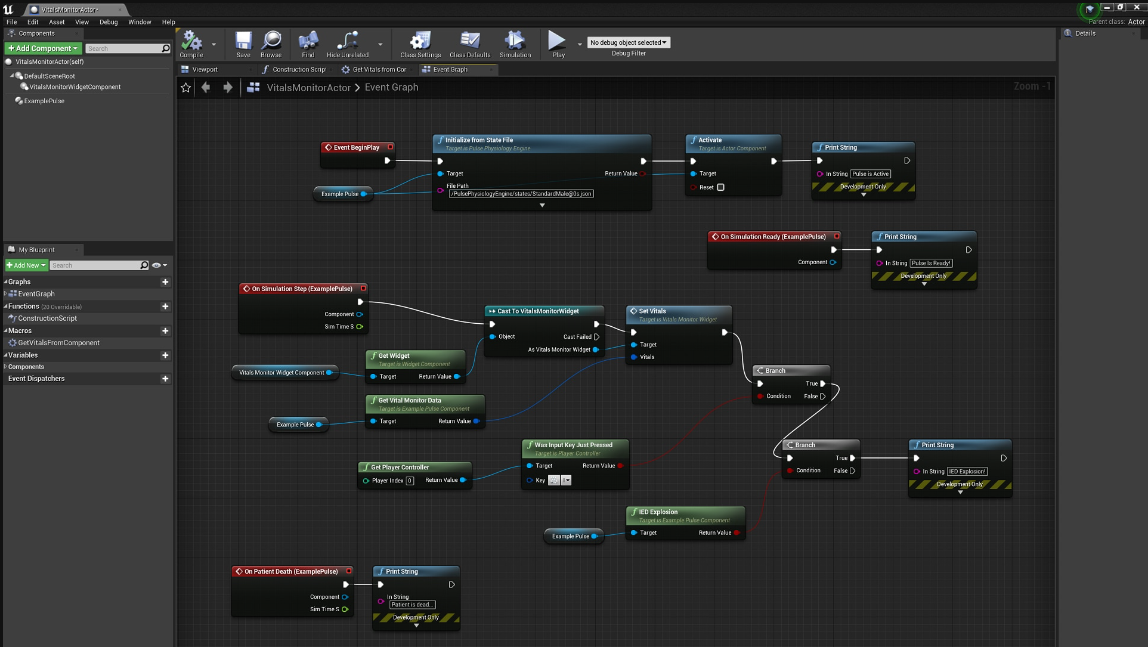 VitalsMonitorActor*
Parent class: Actor
File Edit Asset View Debug Window Help
Components
+Add Component
Search
VitalsMonitorActor(self)
DefaultSceneRoot
VitalsMonitorWidgetComponent
ExamplePulse
My Blueprint
+Add New
Search
Graphs
EventGraph
Functions (20 Overridable)
ConstructionScript
Macros
GetVitalsFromComponent
Variables
Components
Event Dispatchers
Compile
Save
Browse
Find
Hide Unrelated
Class Settings
Class Defaults
Simulation
Play
No debug object selected
Debug Filter
Details
Viewport
Construction Script
Get Vitals from Cor
Event Graph
VitalsMonitorActor > Event Graph
Zoom -1
Event BeginPlay
Example Pulse
Initialize from State File
Target is Pulse Physiology Engine
Target
Return Value
File Path
/PulsePhysiologyEngine/states/StandardMale@0s.json
Activate
Target is Actor Component
Target
Reset
Print String
In String Pulse is Active
Development Only
On Simulation Ready (ExamplePulse)
Component
Print String
In String Pulse Is Ready!
Development Only
On Simulation Step (ExamplePulse)
Component
Sim Time S
Cast To VitalsMonitorWidget
Object
Cast Failed
As Vitals Monitor Widget
Set Vitals
Target is Vitals Monitor Widget
Target
Vitals
Vitals Monitor Widget Component
Get Widget
Target is Widget Component
Target
Return Value
Example Pulse
Get Vital Monitor Data
Target is Example Pulse Component
Target
Return Value
Branch
True
Condition
False
Get Player Controller
Player Index 0
Return Value
Was Input Key Just Pressed
Target is Player Controller
Target
Return Value
Key
Branch
True
Condition
False
Print String
In String IED Explosion!
Development Only
Example Pulse
IED Explosion
Target is Example Pulse Component
Target
Return Value
On Patient Death (ExamplePulse)
Component
Sim Time S
Print String
In String
Patient is dead...
Development Only